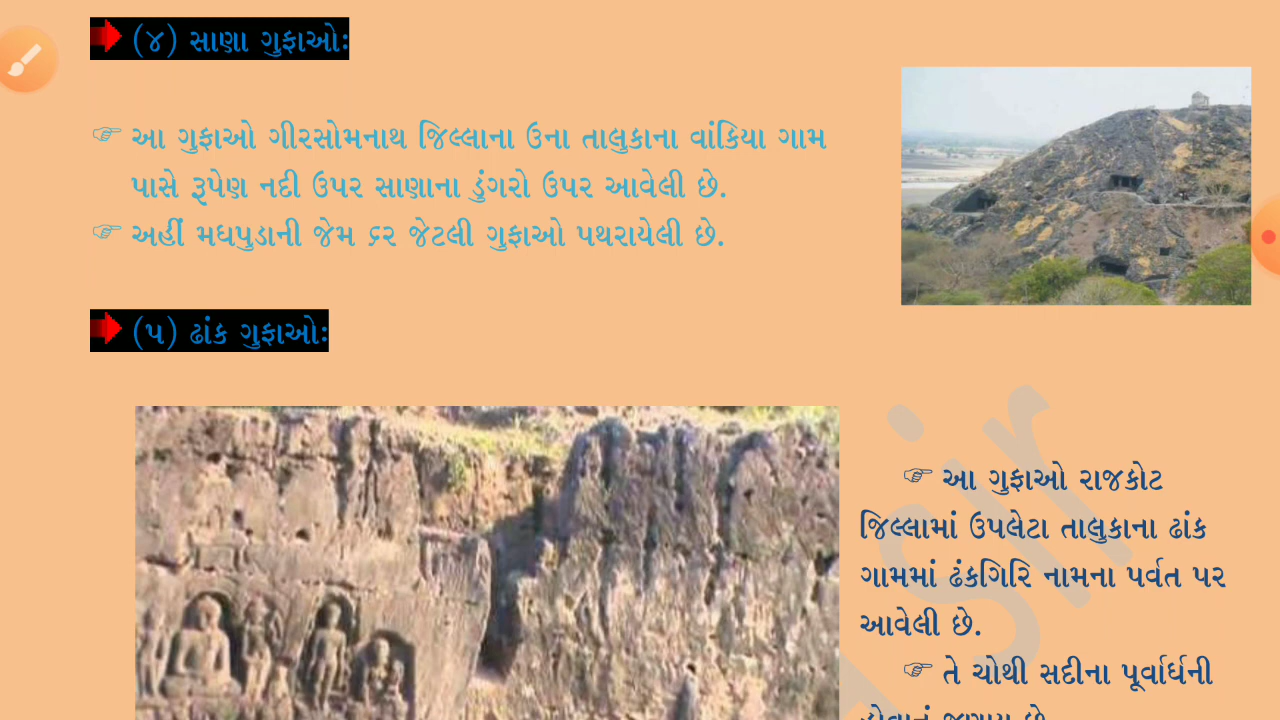 (૪) સાણા ગુફાઓઃ
આ ગુફાઓ ગીરસોમનાથ જિલ્લાના ઉના તાલુકાના વાંકિયા ગામ
પાસે રૂપેણ નદી ઉપર સાણાના ડુંગરો ઉપર આવેલી છે.
અહીં મધપુડાની જેમ ૬૨ જેટલી ગુફાઓ પથરાયેલી છે.
(૫) ઢાંક ગુફાઓઃ
આ ગુફાઓ રાજકોટ
જિલ્લામાં ઉપલેટા તાલુકાના ઢાંક
ગામમાં ઢંકગિરિ નામના પર્વત પર
આવેલી છે.
તે ચોથી સદીના પૂર્વાર્ધની
sir